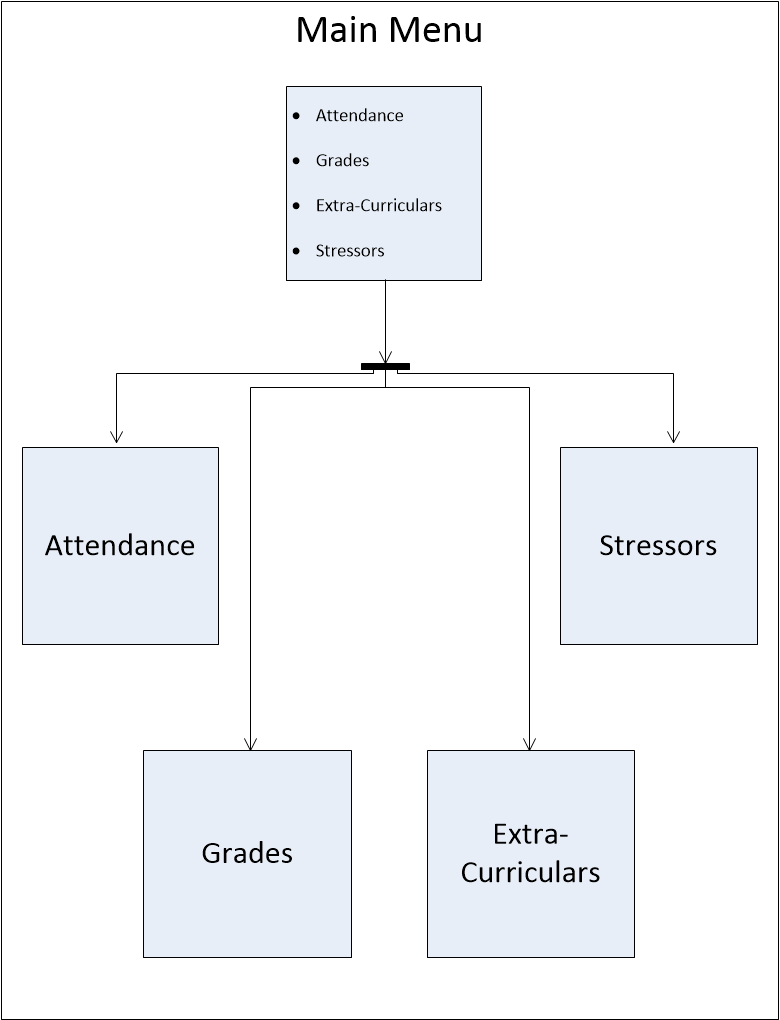 Main Menu
• Attendance
• Grades
• Extra-Curriculars
• Stressors
Attendance
Stressors
Grades
Extra-
Curriculars